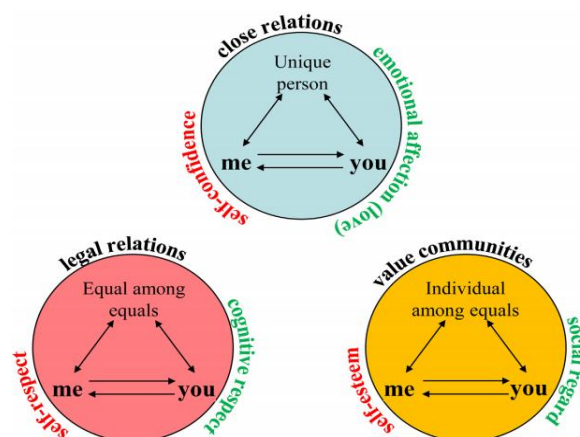 close relations
emotional affection (love)
self-confidence
Unique
person
me
you
legal relations
cognitive respect
self-respect
Equal among
equals
me
you
value communities
social regard
self-esteem
Individual
among equals
me
you